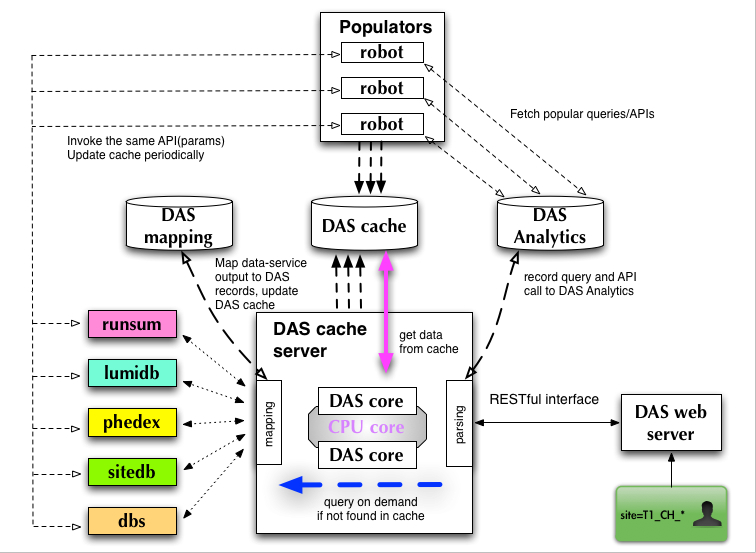 Populators
robot
robot
robot
Fetch popular queries/APIs
Invoke the same API(params)
Update cache periodically
DAS
mapping
DAS cache
DAS
Analytics
Map data-service
output to DAS
records, update
DAS cache
record query and API
call to DAS Analytics
runsum
lumidb
phedex
sitedb
dbs
DAS cache
server
get data
from cache
mapping
DAS core
CPU core
DAS core
parsing
query on demand
if not found in cache
RESTful interface
DAS web
server
site=T1_CH_*